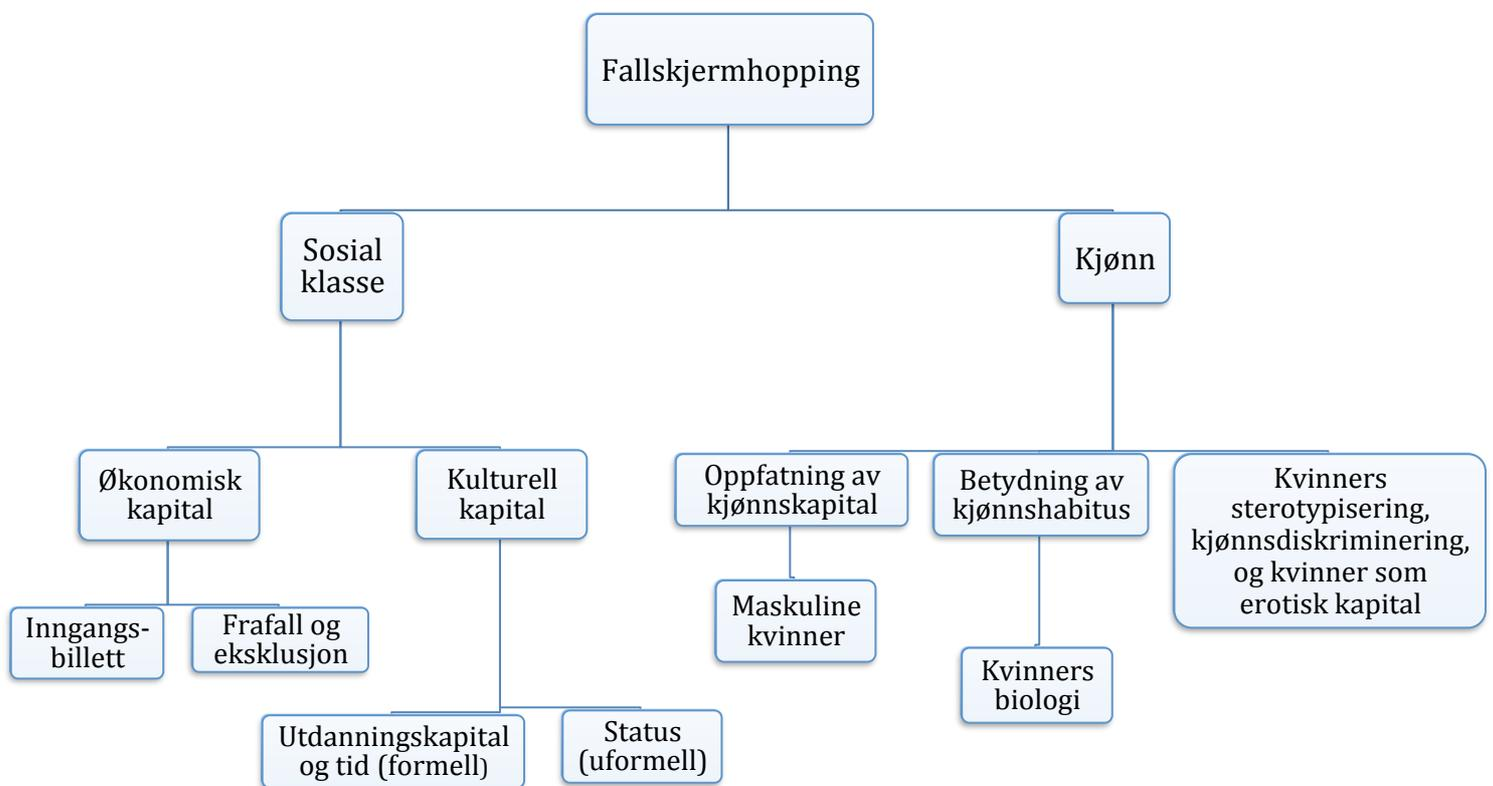 Fallskjermhopping
Sosial
klasse
Kjønn
Økonomisk
kapital
Kulturell
kapital
Oppfatning av
kjønnskapital
Betydning av
kjønnshabitus
Kvinners
sterotypisering,
kjønnsdiskriminering,
og kvinner som
erotisk kapital
Inngangs-
billett
Frafall og
eksklusjon
Maskuline
kvinner
Kvinners
biologi
Utdanningskapital
og tid (formell)
Status
(uformell)